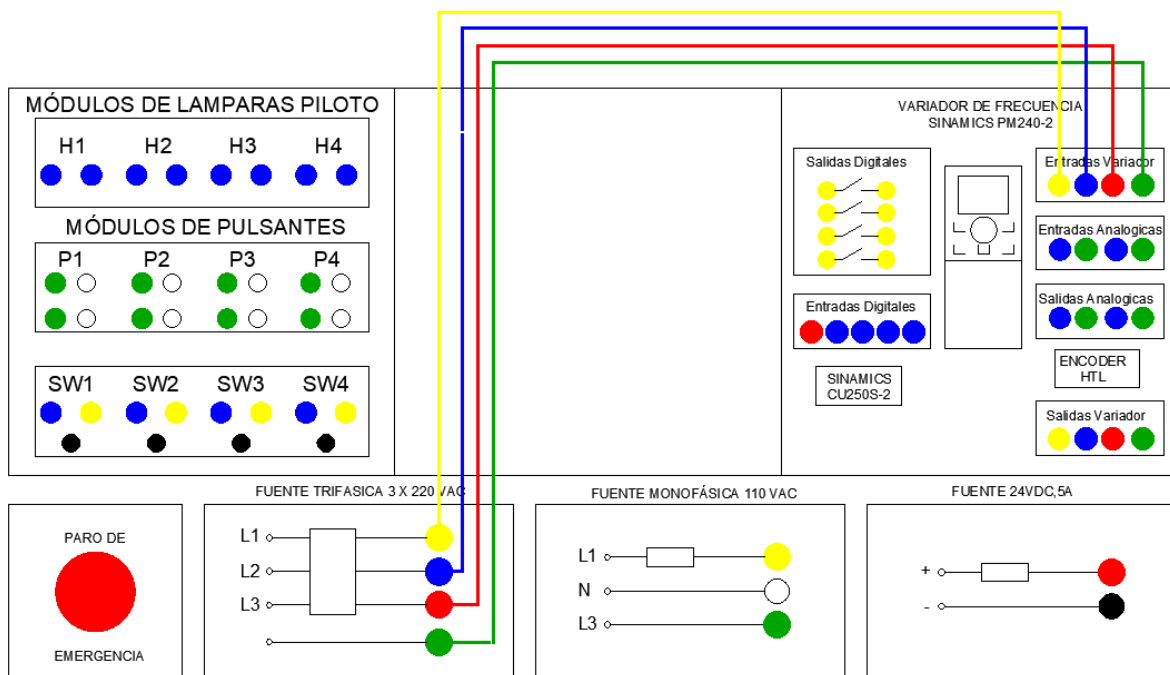 MÓDULOS DE LAMPARAS PILOTO
H1 H2 H3 H4
MÓDULOS DE PULSANTES
P1 P2 P3 P4
SW1 SW2 SW3 SW4
VARIADOR DE FRECUENCIA
SINAMICS PM240-2
Salidas Digitales
Entradas Digitales
SINAMICS
CU250S-2
Entradas Variador
Entradas Analogicas
Salidas Analogicas
ENCODER
HTL
Salidas Variador
PARO DE
EMERGENCIA
FUENTE TRIFASICA 3 X 220 VAC
L1
L2
L3
FUENTE MONOFÁSICA 110 VAC
L1
N
L3
FUENTE 24VDC,5A
+
-